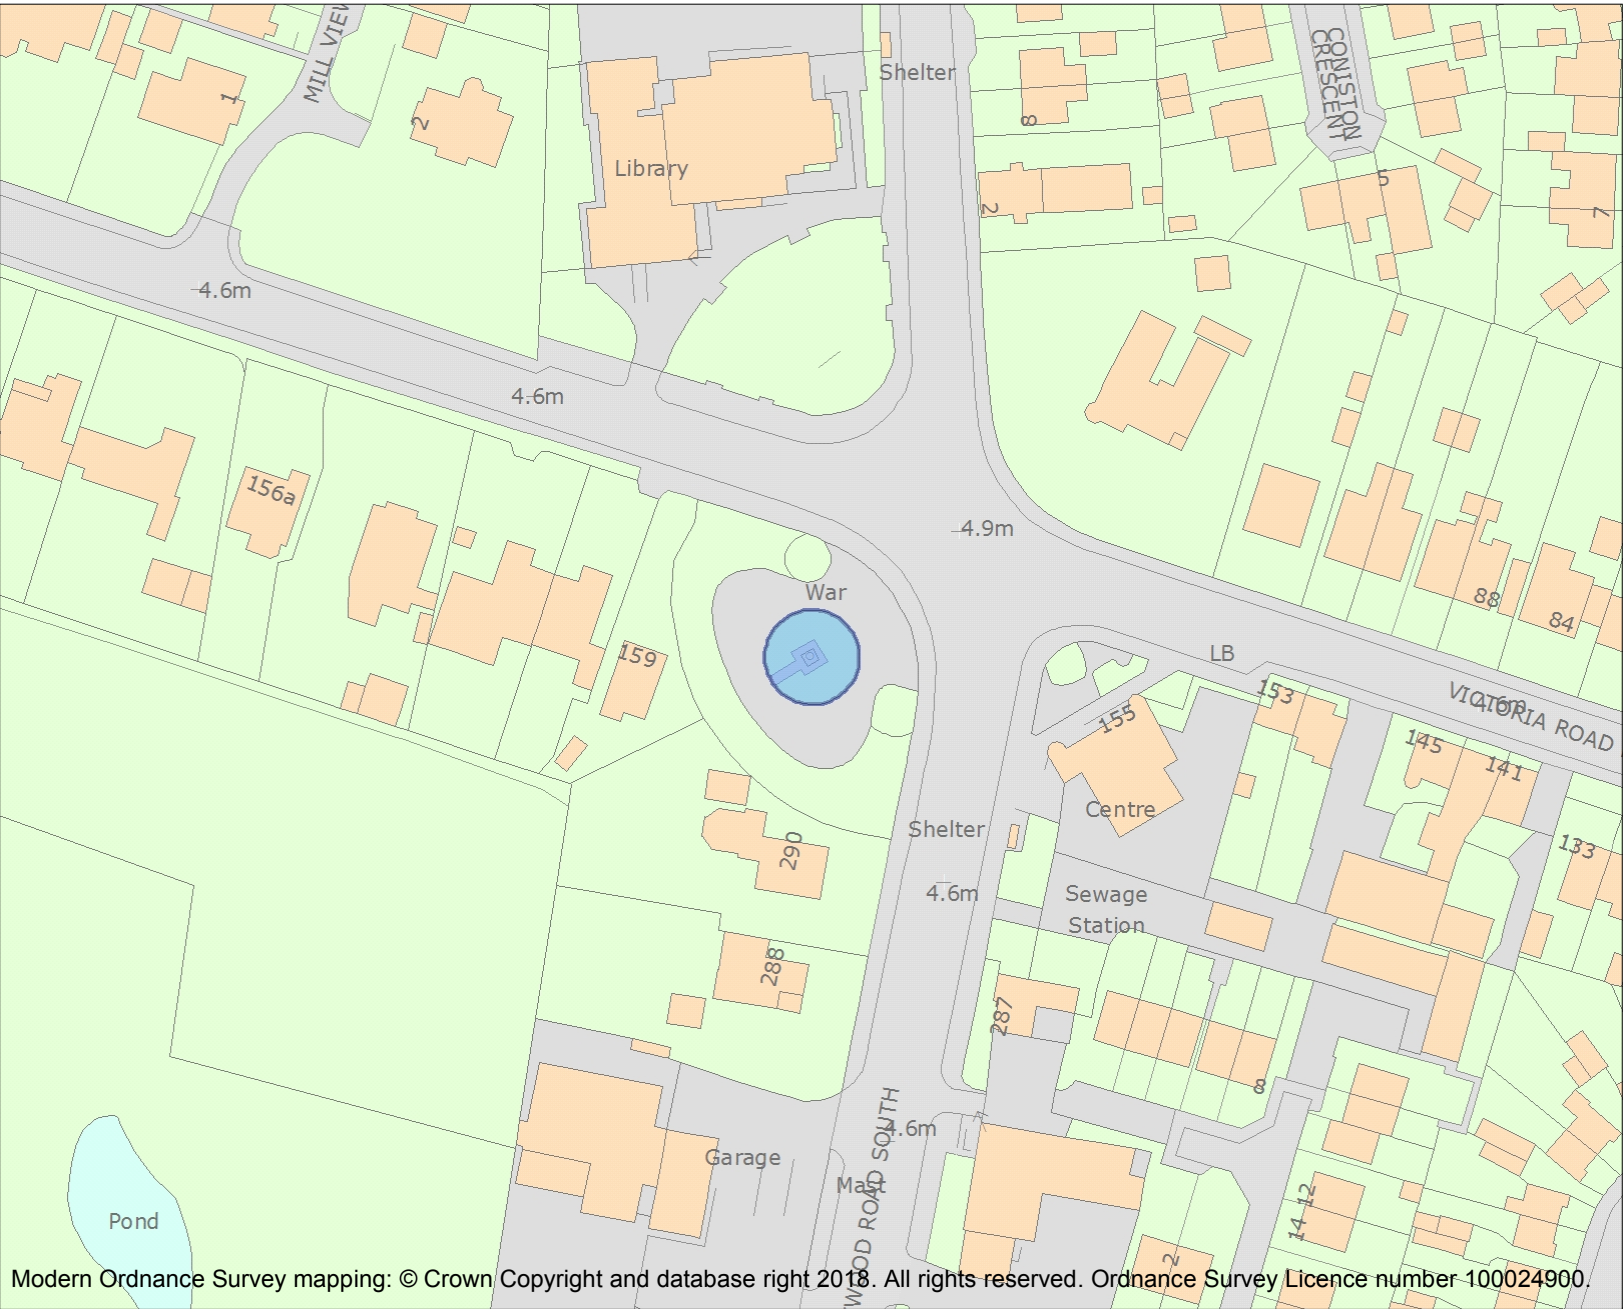 MILL VIEW
Shelter
CONISTON
CRESCENT
1
2
8
Library
5
2
7
4.6m
4.6m
156a
4.9m
War
88
84
159
LB
153
VICTORIA ROAD
4.6m
155
145
141
Centre
Shelter
290
133
4.6m
Sewage
Station
288
287
8
4.6m
Garage
Mast
WOOD ROAD SOUTH
12
14
Pond
2
Modern Ordnance Survey mapping: © Crown Copyright and database right 2018. All rights reserved. Ordnance Survey Licence number 100024900.